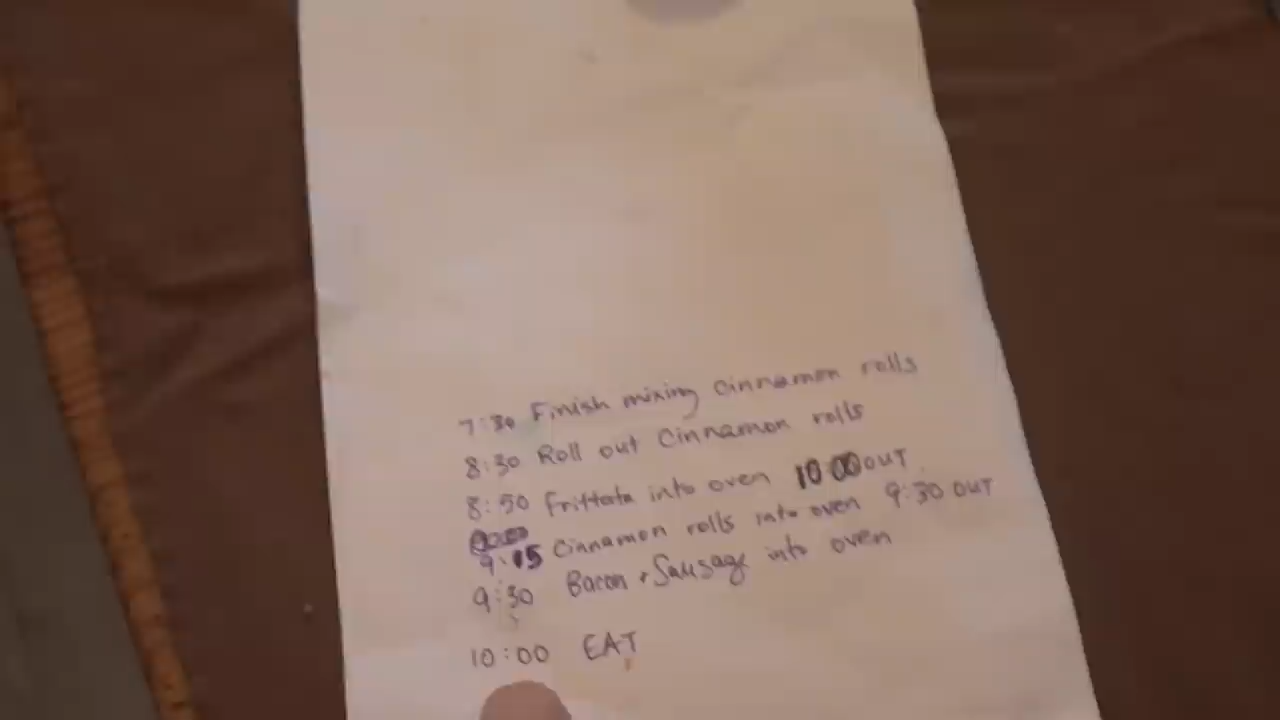 7:30 Finish mixing cinnamon rolls
8:30 Roll out Cinnamon rolls
8:50 Frittata into oven 10:00 OUT
9:15 Cinnamon rolls into oven 9:30 OUT
9:30 Bacon + Sausage into oven
10:00 EAT